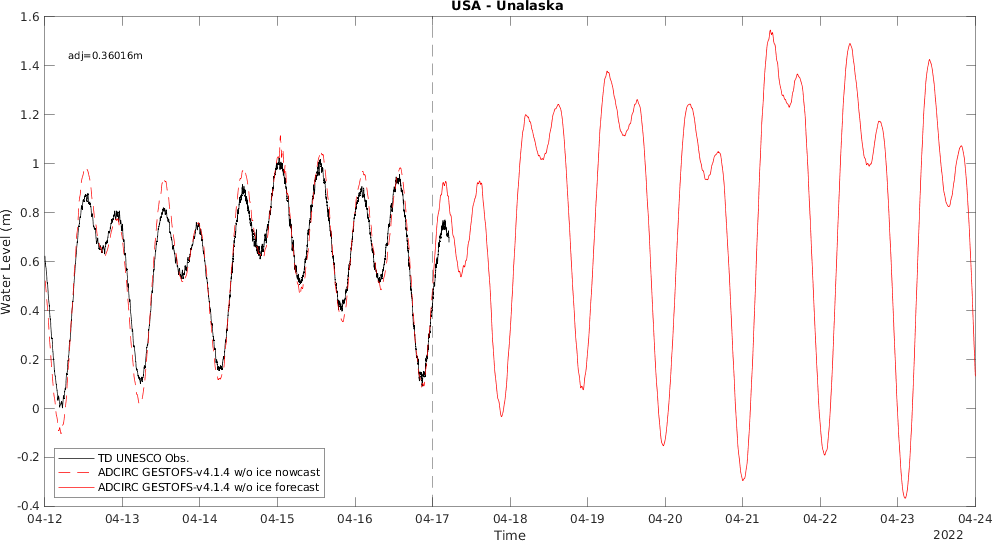 USA - Unalaska
adj=0.36016m
Water Level (m)
1.6
1.4
1.2
1
0.8
0.6
0.4
0.2
0
-0.2
-0.4
TD UNESCO Obs.
ADCIRC GESTOFS-v4.1.4 w/o ice nowcast
ADCIRC GESTOFS-v4.1.4 w/o ice forecast
04-12 04-13 04-14 04-15 04-16 04-17 04-18 04-19 04-20 04-21 04-22 04-23 04-24
Time
2022